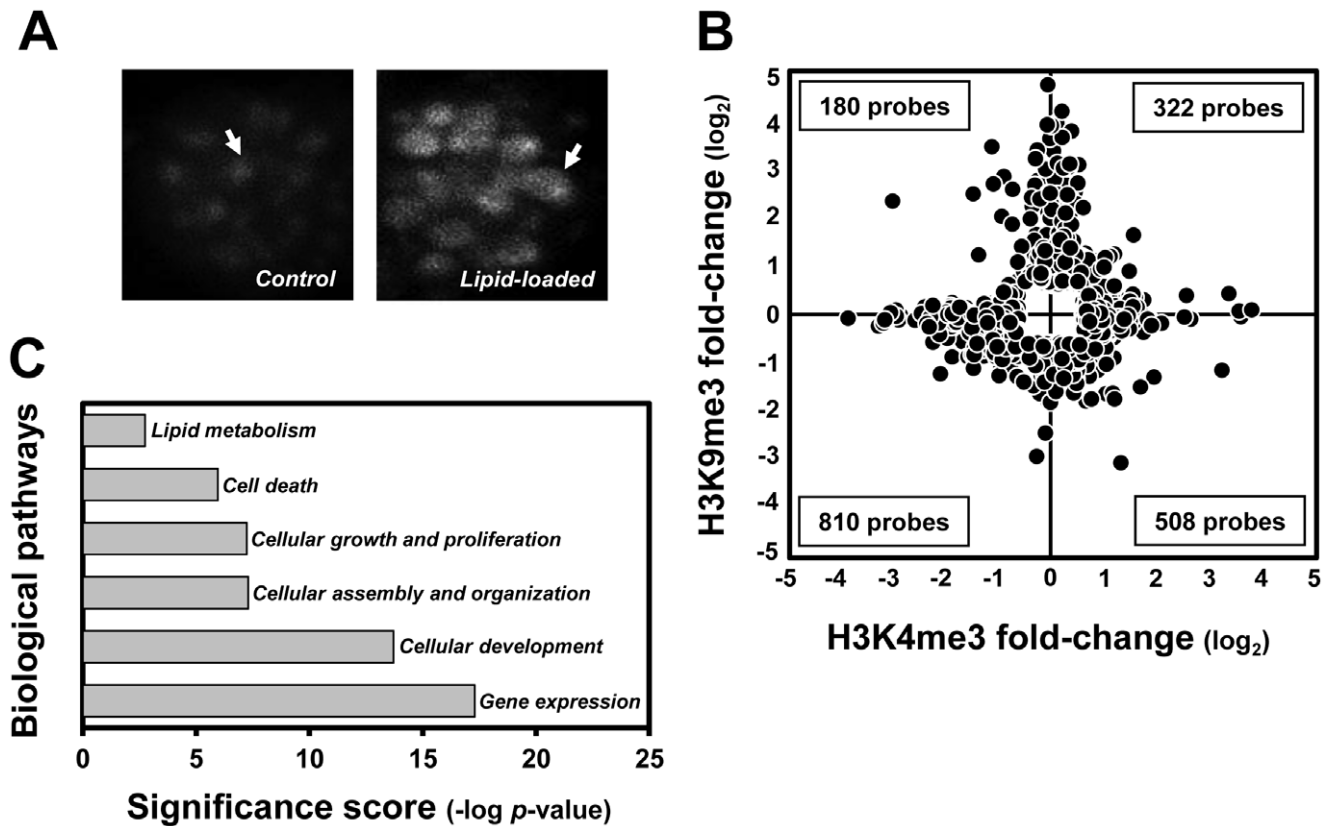 A
Control
Lipid-loaded
B
H3K9me3 fold-change (log2)
5
4
3
2
1
0
-1
-2
-3
-4
-5
180 probes
322 probes
810 probes
508 probes
-5
-4
-3
-2
-1
0
1
2
3
4
5
H3K4me3 fold-change (log2)
C
Biological pathways
Lipid metabolism
Cell death
Cellular growth and proliferation
Cellular assembly and organization
Cellular development
Gene expression
0
5
10
15
20
25
Significance score (-log p-value)